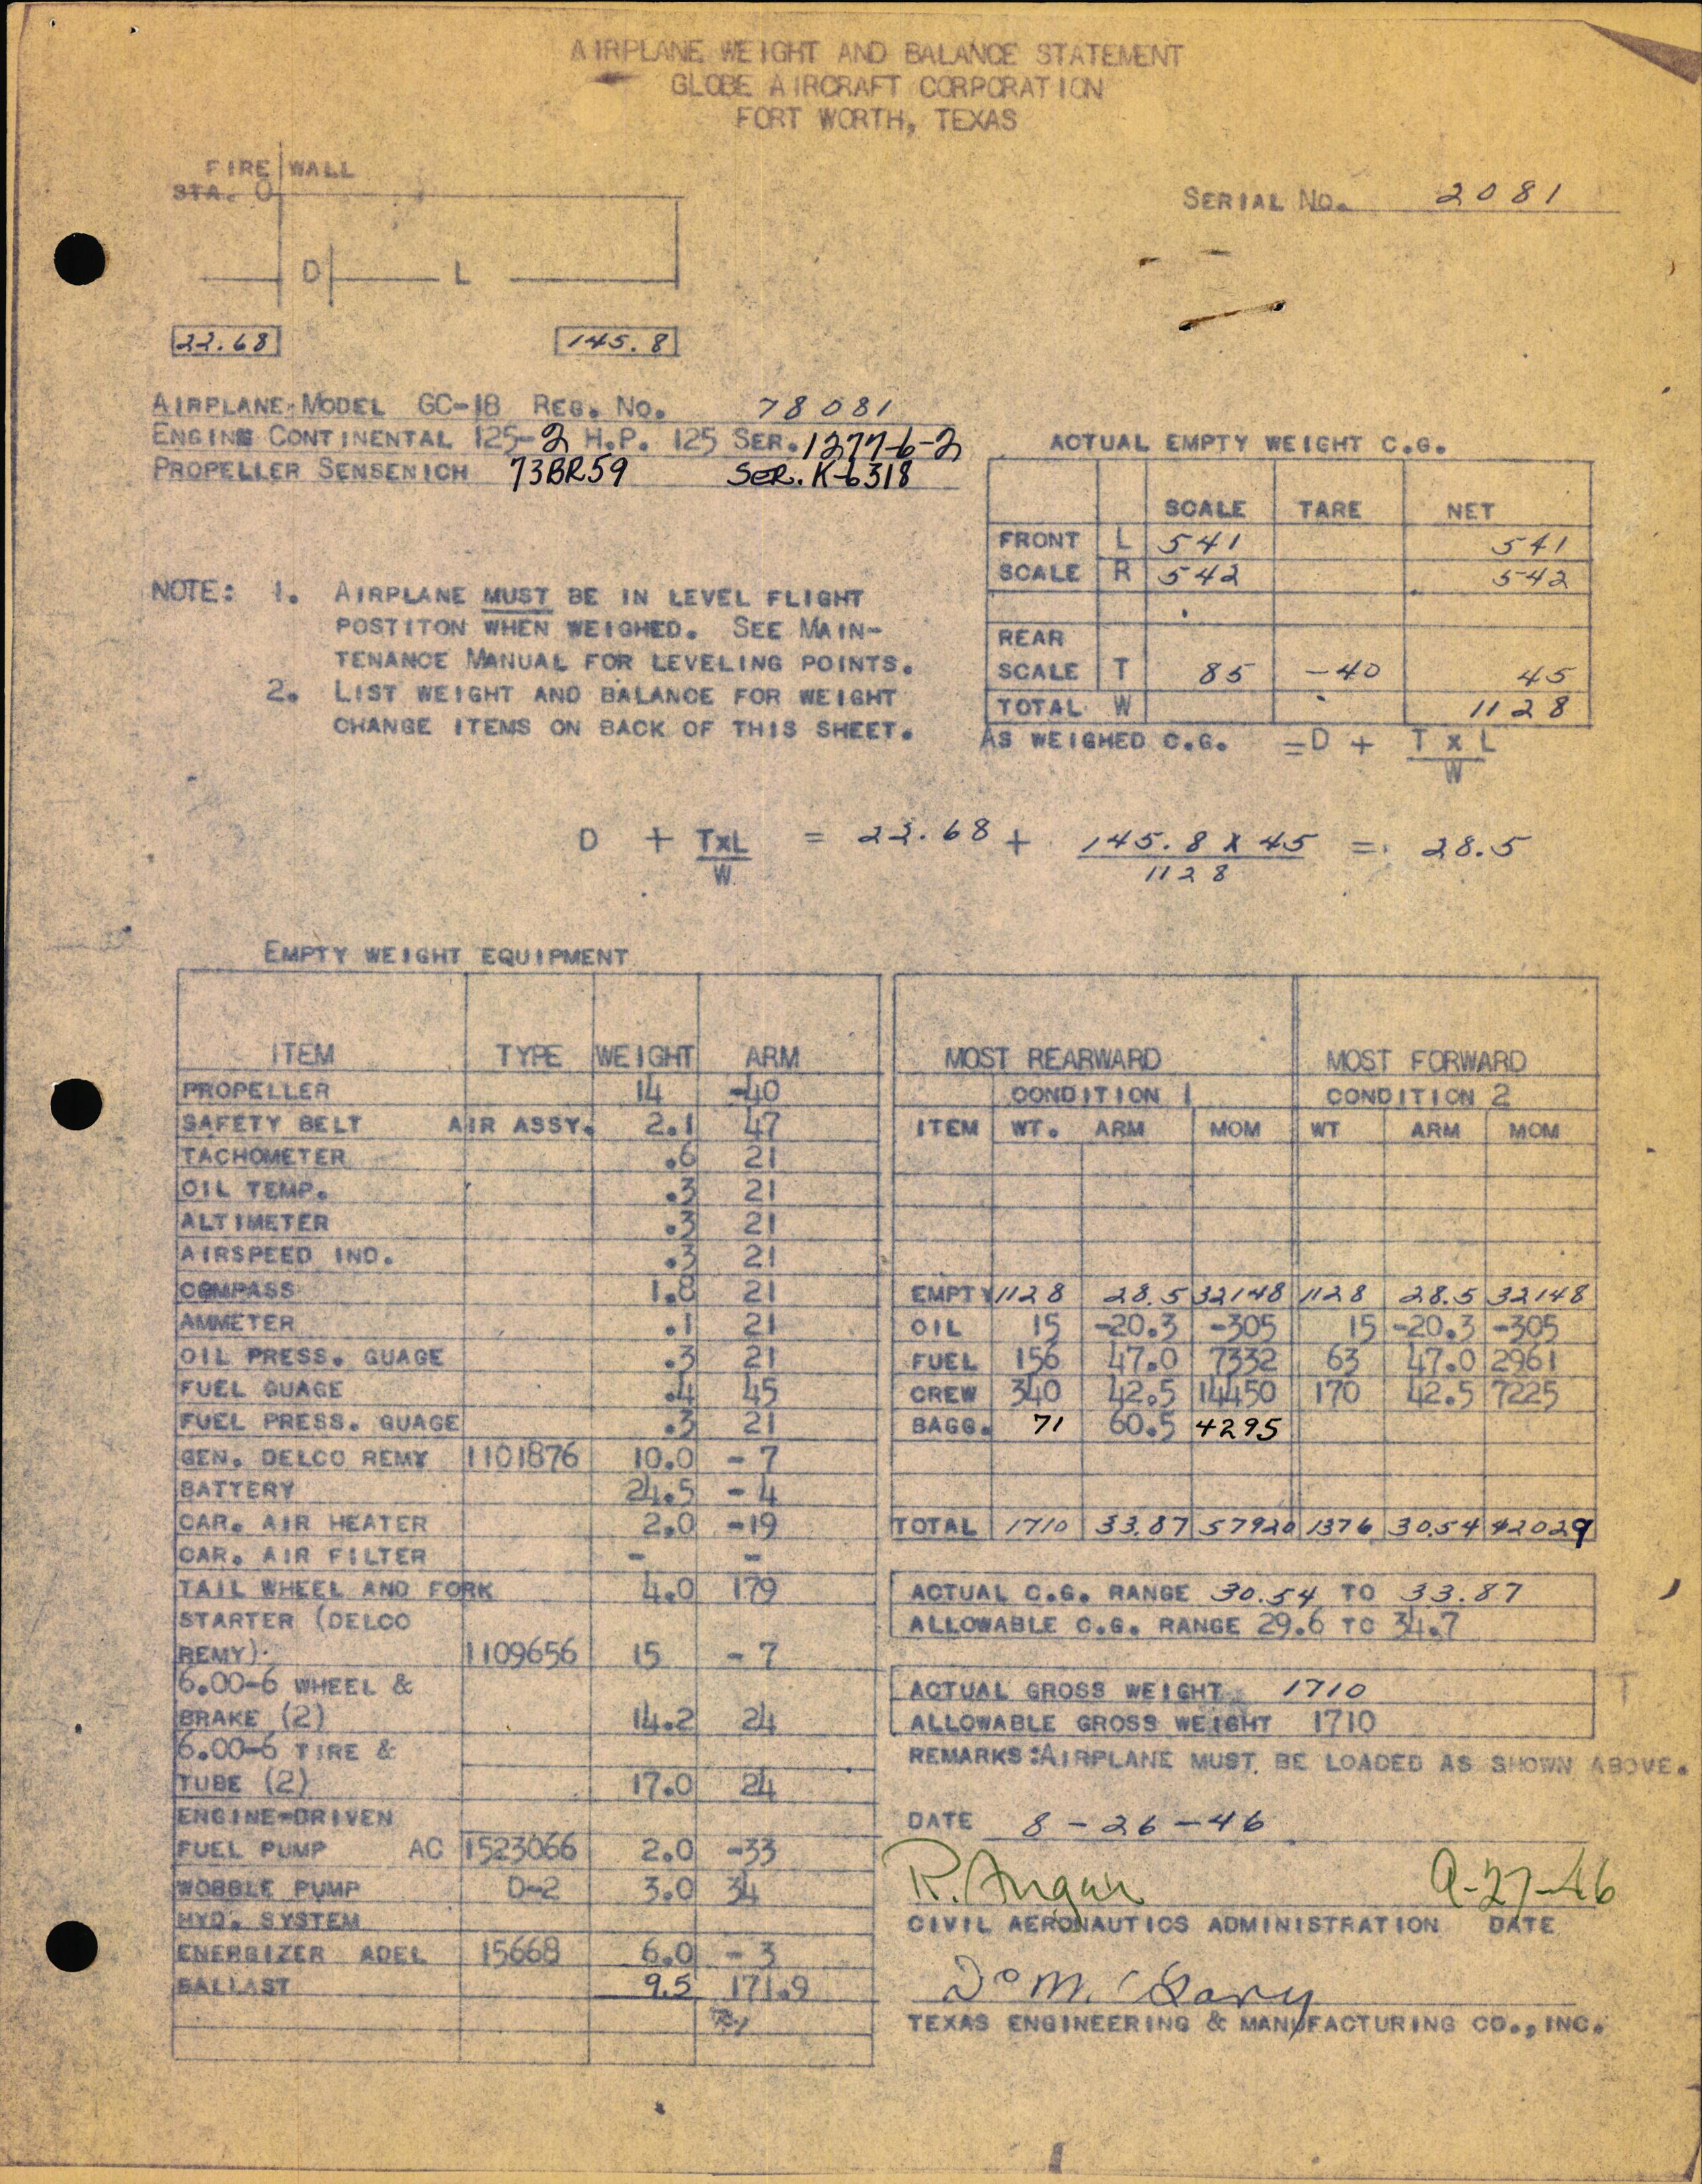 AIRPLANE WEIGHT AND BALANCE STATEMENT
GLOBE AIRCRAFT CORPORATION
FORT WORTH, TEXAS
FIRE WALL
STA. 0
SERIAL NO. 2081
D L
22.68 145.8
AIRPLANE MODEL GC-1B REG. NO. 78081
ENGINE CONTINENTAL 125-2 H.P. 125 SER. 12776-2
PROPELLER SENSENICH 73BR59 SER. K-6318
ACTUAL EMPTY WEIGHT C.G.
SCALE TARE NET
FRONT L 541 541
SCALE R 542 542
REAR
SCALE T 85 -40 45
TOTAL W 1128
AS WEIGHED C.G. = D + T x L
W
NOTE: 1. AIRPLANE MUST BE IN LEVEL FLIGHT
POSTITON WHEN WEIGHED. SEE MAIN-
TENANCE MANUAL FOR LEVELING POINTS.
2. LIST WEIGHT AND BALANCE FOR WEIGHT
CHANGE ITEMS ON BACK OF THIS SHEET.
D + TxL = 22.68 + 145.8 X 45 = 28.5
W 1128
EMPTY WEIGHT EQUIPMENT
ITEM TYPE WEIGHT ARM
PROPELLER 14 -40
SAFETY BELT AIR ASSY. 2.1 47
TACHOMETER .6 21
OIL TEMP. .3 21
ALTIMETER .3 21
AIRSPEED IND. .3 21
COMPASS 1.8 21
AMMETER .1 21
OIL PRESS. GUAGE .3 21
FUEL GUAGE .4 45
FUEL PRESS. GUAGE .3 21
GEN. DELCO REMY 1101876 10.0 - 7
BATTERY 24.5 - 4
CAR. AIR HEATER 2.0 -19
CAR. AIR FILTER - -
TAIL WHEEL AND FORK 4.0 179
STARTER (DELCO
REMY) 1109656 15 - 7
6.00-6 WHEEL &
BRAKE (2) 14.2 24
6.00-6 TIRE &
TUBE (2) 17.0 24
ENGINE-DRIVEN
FUEL PUMP AC 1523066 2.0 -33
WOBBLE PUMP D-2 3.0 34
HYD. SYSTEM
ENERGIZER ADEL 15668 6.0 - 3
BALLAST 9.5 171.9
MOST REARWARD MOST FORWARD
CONDITION 1 CONDITION 2
ITEM WT. ARM MOM WT ARM MOM
EMPTY 1128 28.5 32148 1128 28.5 32148
OIL 15 -20.3 -305 15 -20.3 -305
FUEL 156 47.0 7332 63 47.0 2961
CREW 340 42.5 14450 170 42.5 7225
BAGG. 71 60.5 4295
TOTAL 1710 33.87 57920 1376 30.54 42029
ACTUAL C.G. RANGE 30.54 TO 33.87
ALLOWABLE C.G. RANGE 29.6 TO 34.7
ACTUAL GROSS WEIGHT 1710
ALLOWABLE GROSS WEIGHT 1710
REMARKS: AIRPLANE MUST BE LOADED AS SHOWN ABOVE.
DATE 8-26-46
R. 9-27-46
CIVIL AERONAUTICS ADMINISTRATION DATE
TEXAS ENGINEERING & MANUFACTURING CO., INC.